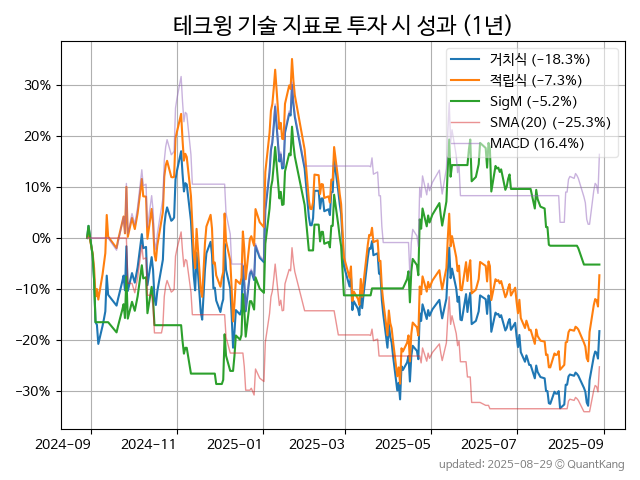 테크윙 기술 지표로 투자 시 성과 (1년)
거치식 (−18.3%)
적립식 (−7.3%)
SigM (−5.2%)
SMA(20) (−25.3%)
MACD (16.4%)
30%
20%
10%
0%
−10%
−20%
−30%
2024-09 2024-11 2025-01 2025-03 2025-05 2025-07 2025-09
updated: 2025-08-29 © QuantKang